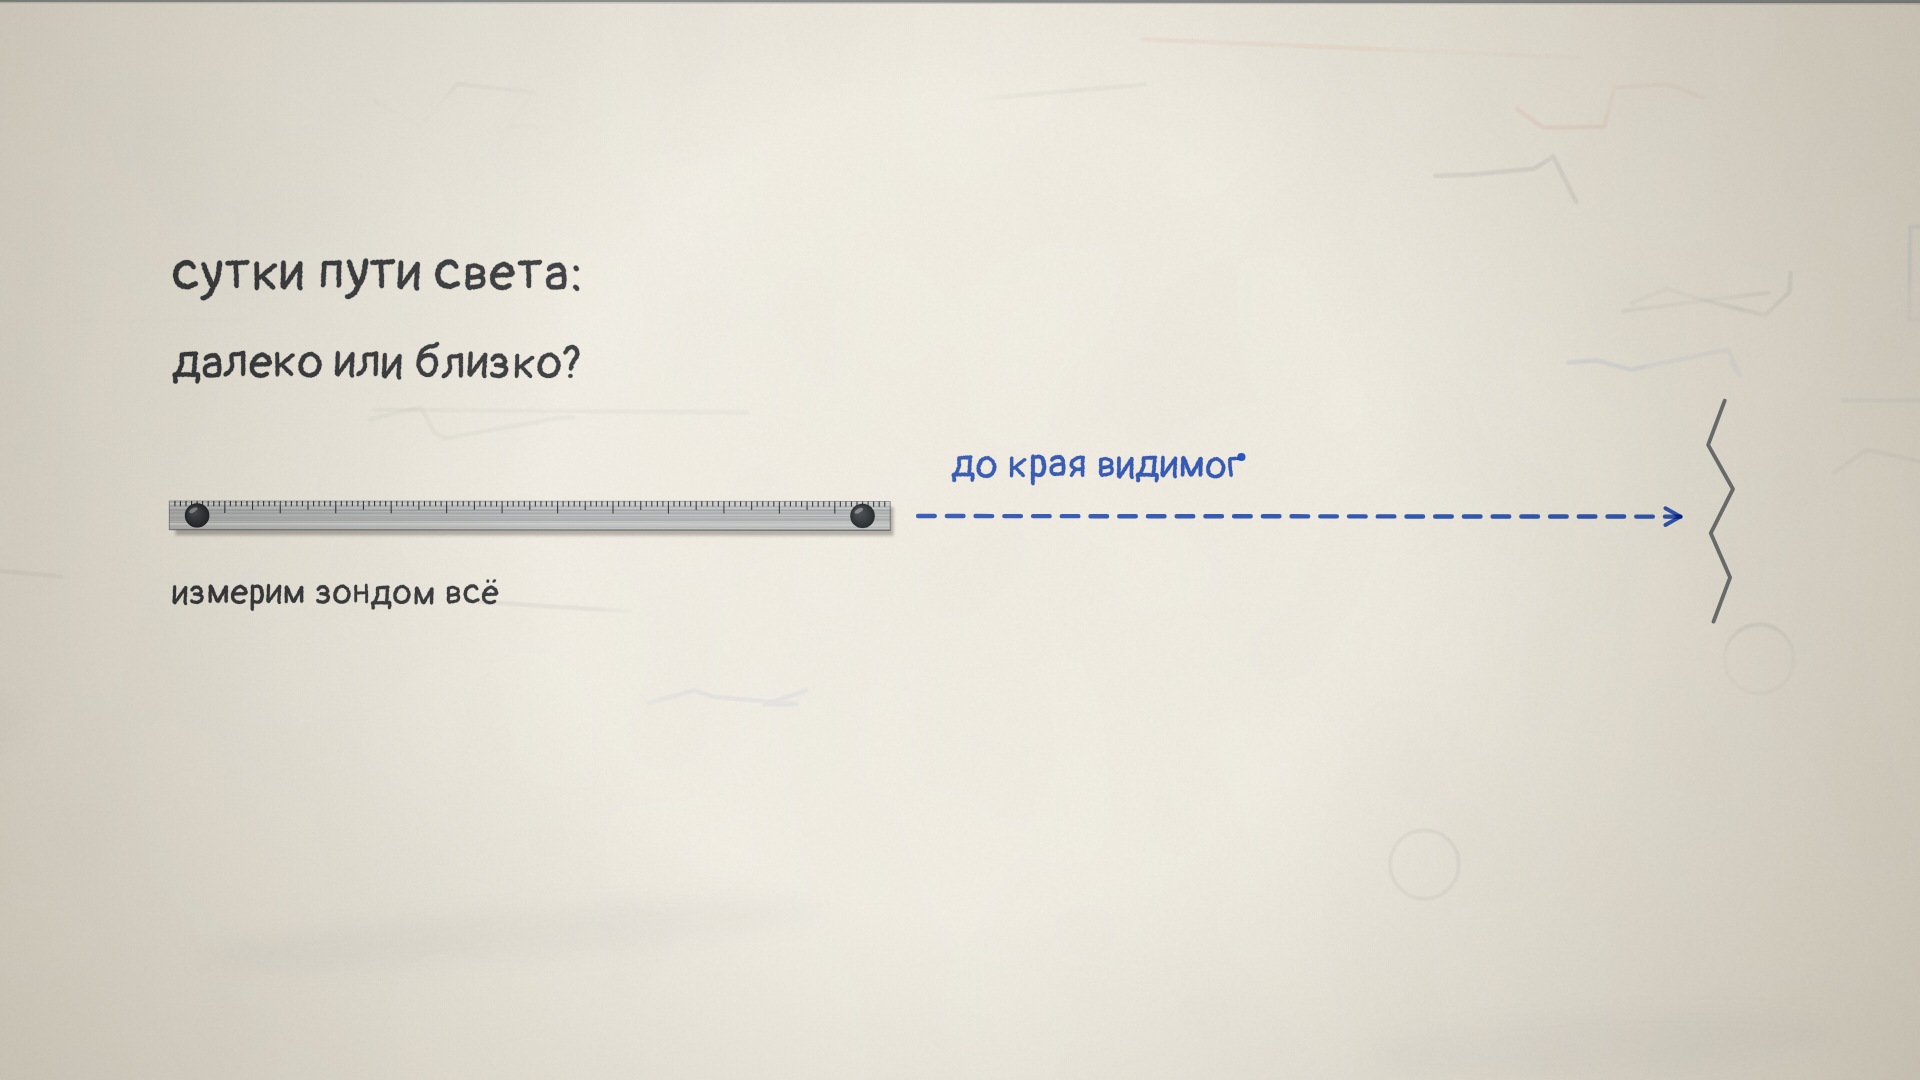 сутки пути света:
далеко или близко?
до края видимог
измерим зондом всё